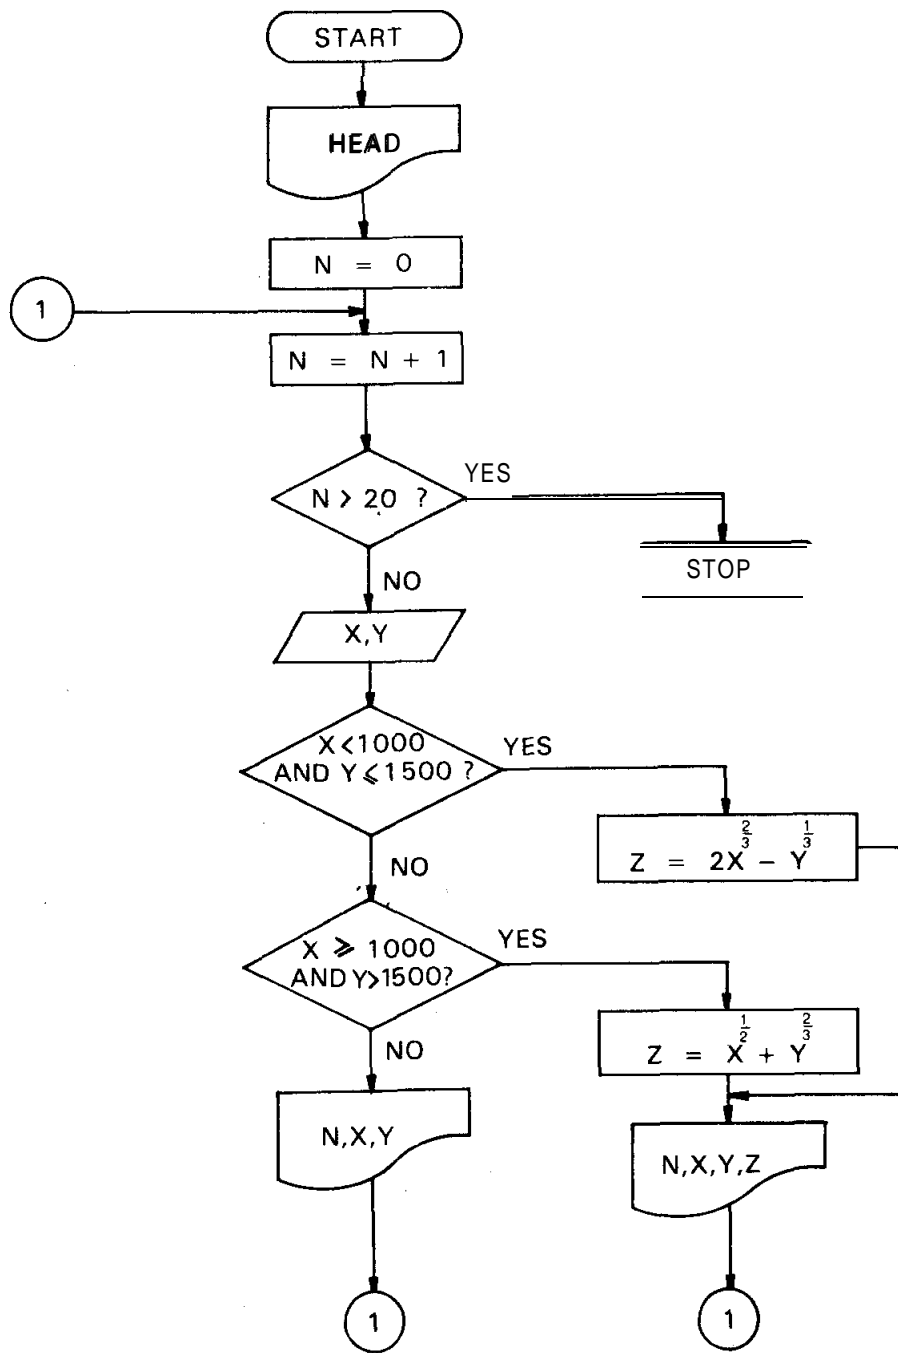 START
HEAD
N = 0
1
N = N + 1
N > 20 ?
YES
STOP
NO
X,Y
X<1000
AND Y ⩽ 1500 ?
YES
Z = 2X^{2/3} - Y^{1/3}
NO
X ⩾ 1000
AND Y>1500?
YES
Z = X^{1/2} + Y^{2/3}
NO
N,X,Y
N,X,Y,Z
1
1